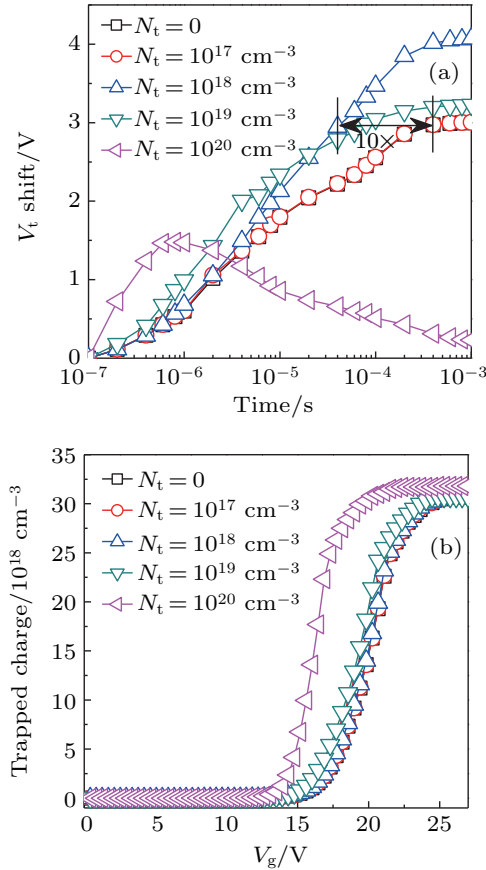 4
3
2
1
0
V_t shift/V
N_t = 0
N_t = 10^17 cm^−3
N_t = 10^18 cm^−3
N_t = 10^19 cm^−3
N_t = 10^20 cm^−3
(a)
10×
10^−7 10^−6 10^−5 10^−4 10^−3
Time/s
35
30
25
20
15
10
5
0
Trapped charge/10^18 cm^−3
N_t = 0
N_t = 10^17 cm^−3
N_t = 10^18 cm^−3
N_t = 10^19 cm^−3
N_t = 10^20 cm^−3
(b)
0 5 10 15 20 25
V_g/V